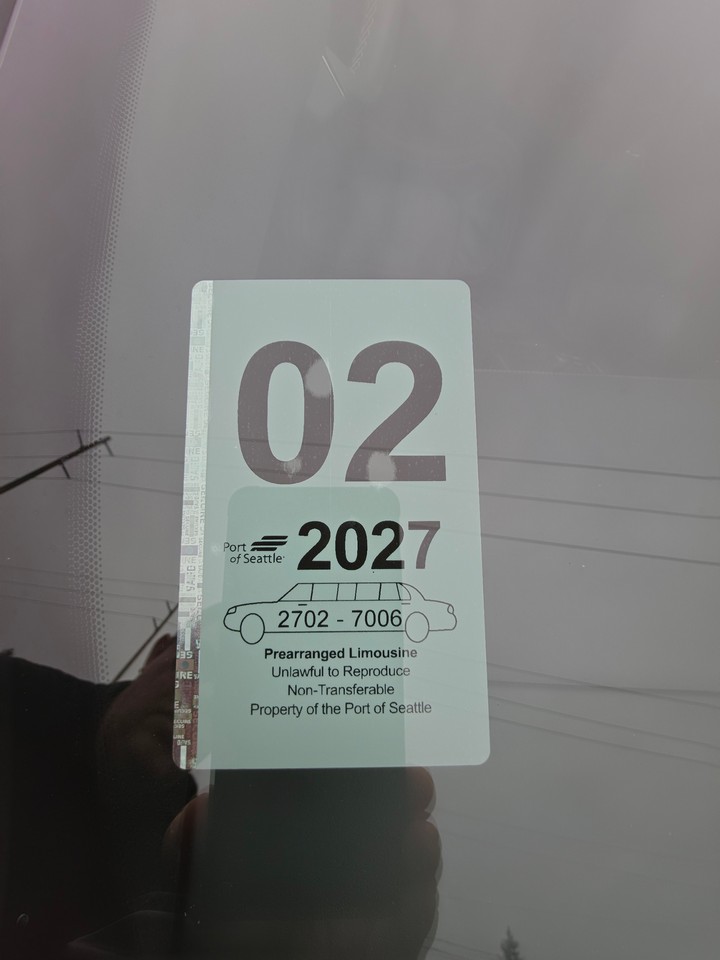 02
Port
of Seattle
2027
2702 - 7006
Prearranged Limousine
Unlawful to Reproduce
Non-Transferable
Property of the Port of Seattle